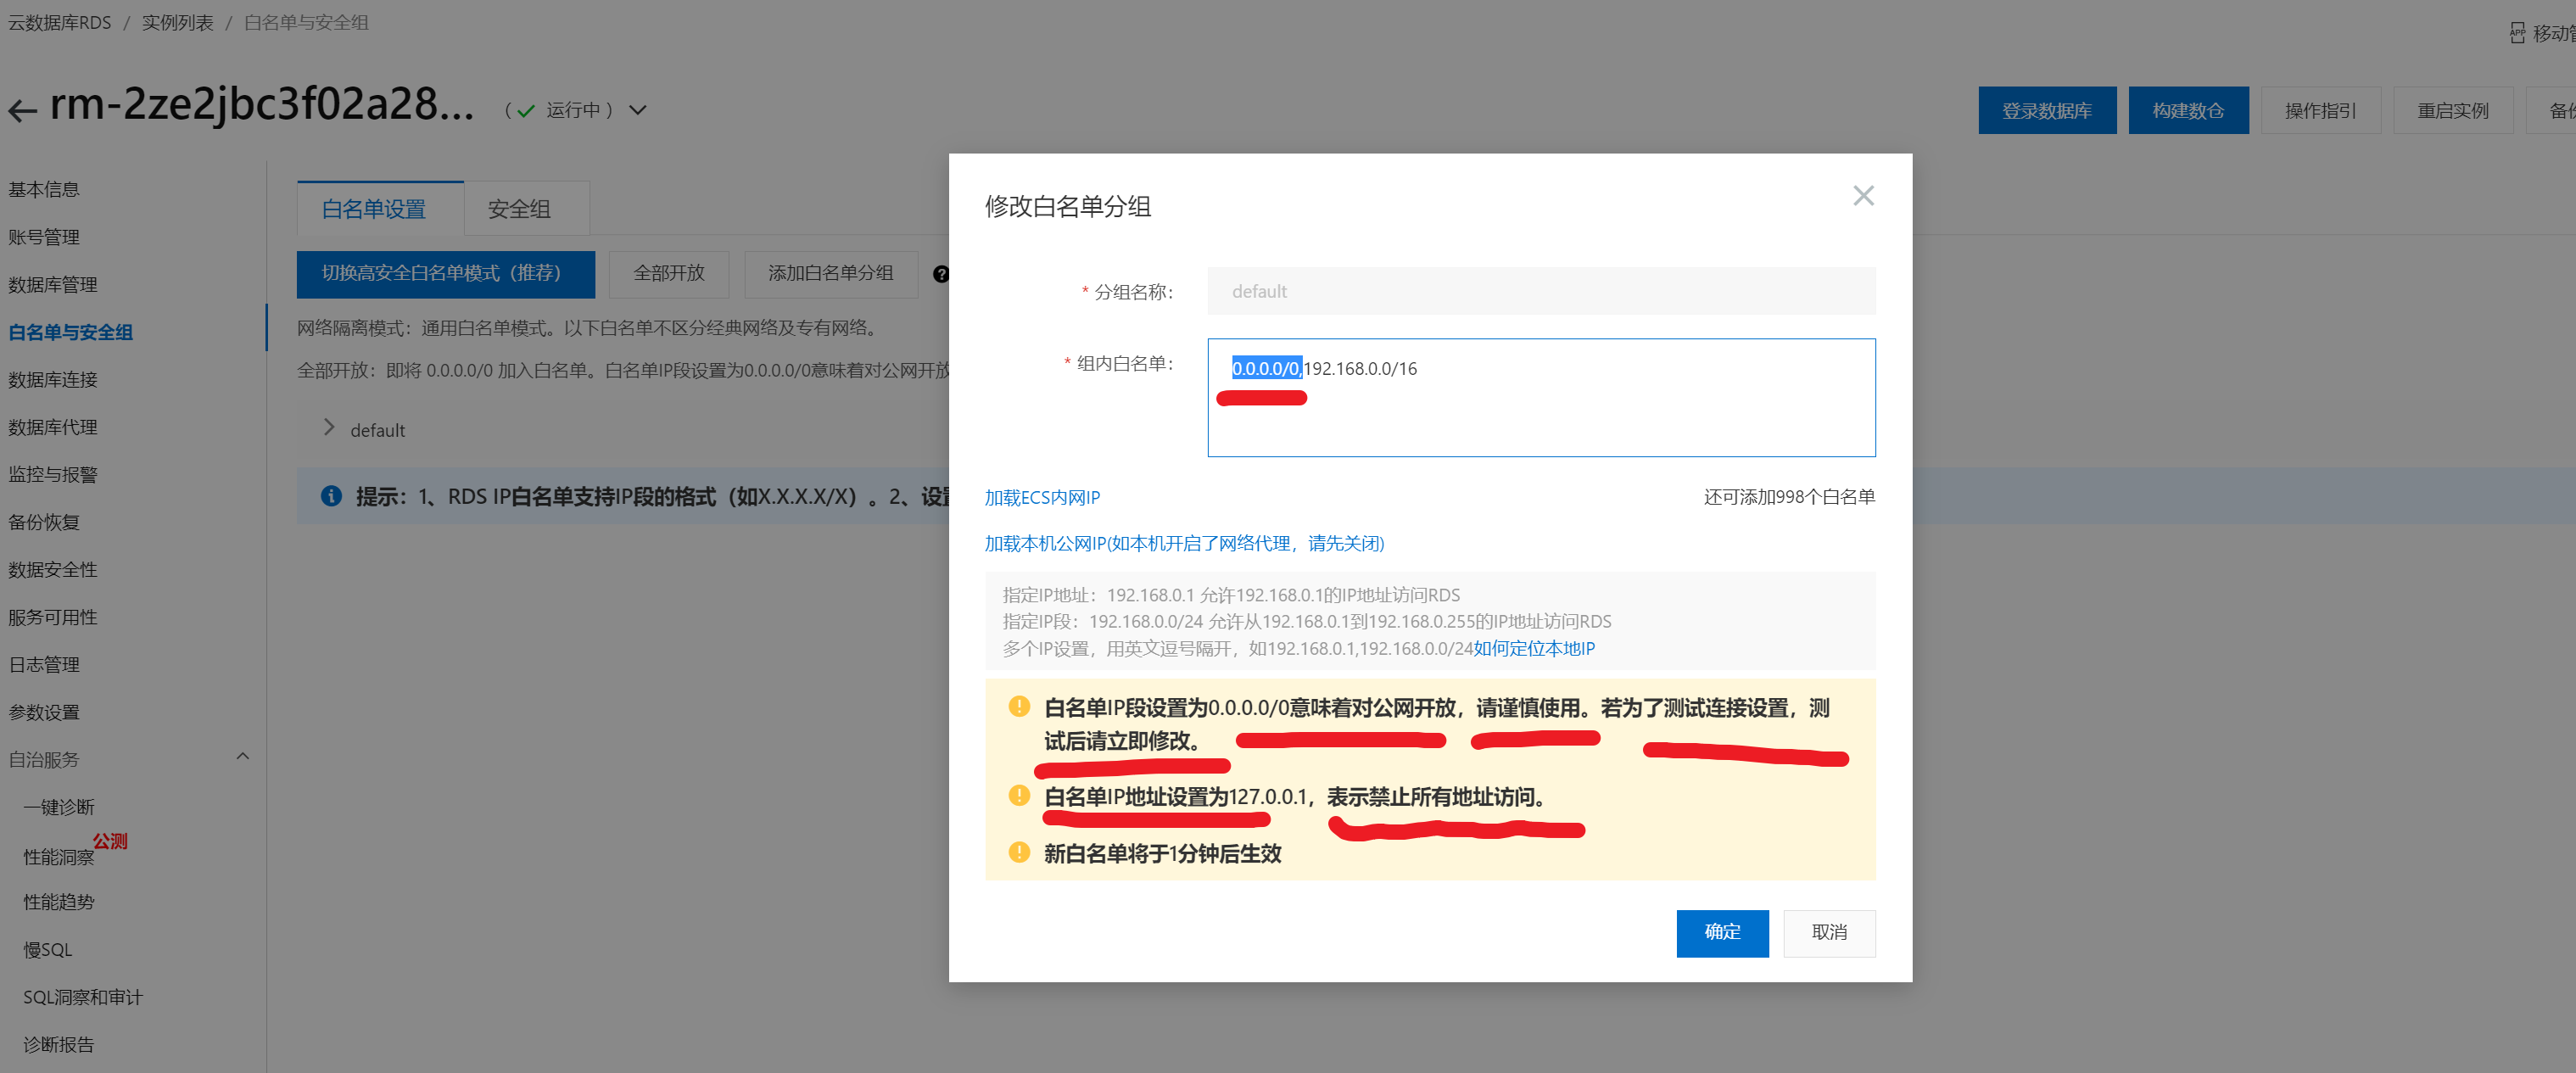 云数据库RDS / 实例列表 / 白名单与安全组
APP 移动管
rm-2ze2jbc3f02a28... ( 运行中 )
登录数据库 构建数仓 操作指引 重启实例 备份
基本信息
账号管理
数据库管理
白名单与安全组
数据库连接
数据库代理
监控与报警
备份恢复
数据安全性
服务可用性
日志管理
参数设置
自治服务
一键诊断
公测
性能洞察
性能趋势
慢SQL
SQL洞察和审计
诊断报告
白名单设置 安全组
切换高安全白名单模式（推荐） 全部开放 添加白名单分组
网络隔离模式：通用白名单模式。以下白名单不区分经典网络及专有网络。
全部开放：即将 0.0.0.0/0 加入白名单。白名单IP段设置为0.0.0.0/0意味着对公网开放
default
提示：1、RDS IP白名单支持IP段的格式（如X.X.X.X/X）。2、设置
修改白名单分组
* 分组名称： default
* 组内白名单： 0.0.0.0/0,192.168.0.0/16
加载ECS内网IP 还可添加998个白名单
加载本机公网IP(如本机开启了网络代理，请先关闭)
指定IP地址：192.168.0.1 允许192.168.0.1的IP地址访问RDS
指定IP段：192.168.0.0/24 允许从192.168.0.1到192.168.0.255的IP地址访问RDS
多个IP设置，用英文逗号隔开，如192.168.0.1,192.168.0.0/24如何定位本地IP
白名单IP段设置为0.0.0.0/0意味着对公网开放，请谨慎使用。若为了测试连接设置，测
试后请立即修改。
白名单IP地址设置为127.0.0.1，表示禁止所有地址访问。
新白名单将于1分钟后生效
确定 取消